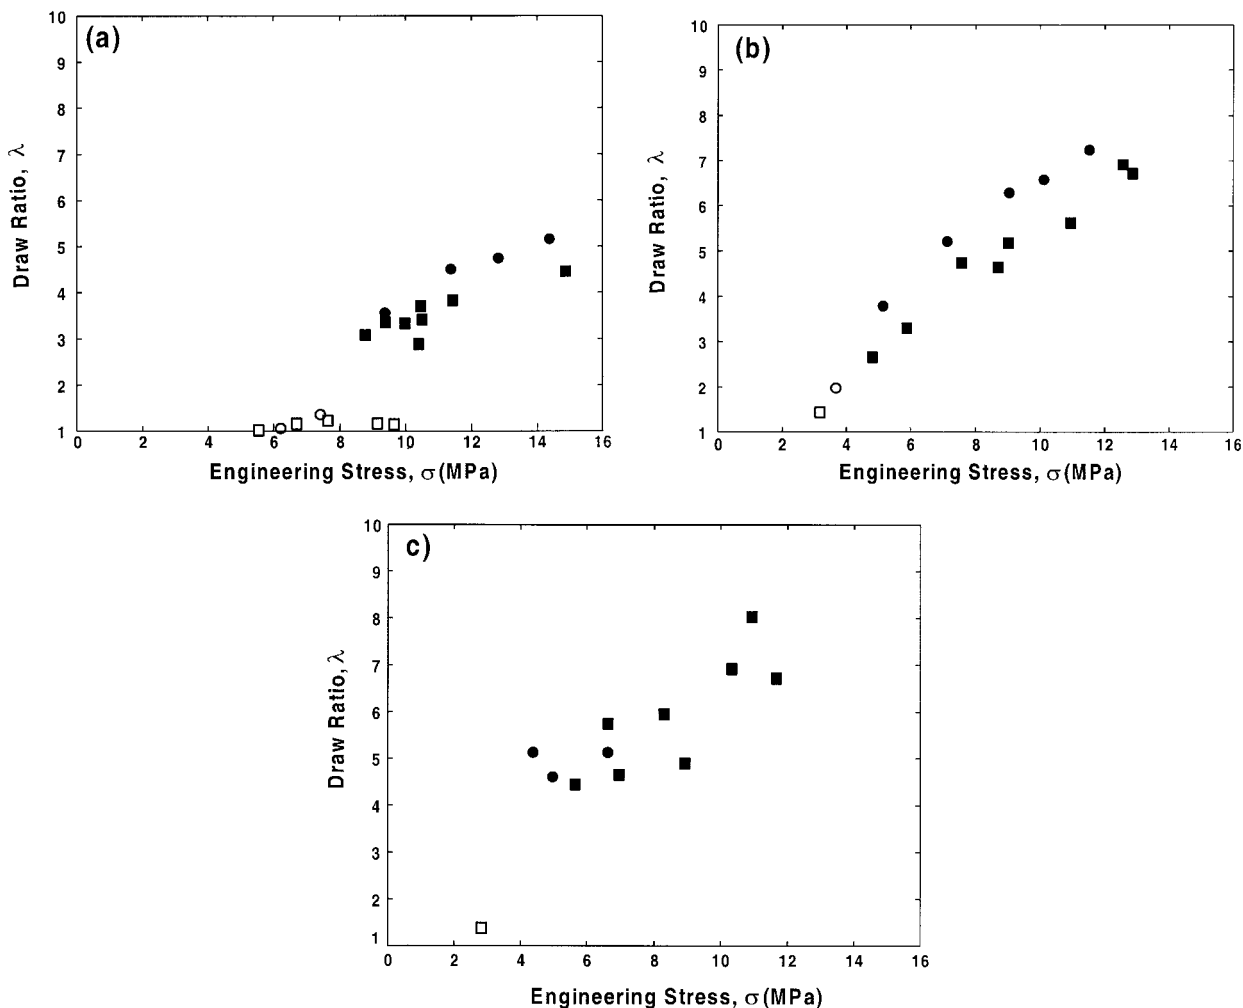 (a)
10
9
8
7
6
5
4
3
2
1
Draw Ratio, λ
0 2 4 6 8 10 12 14 16
Engineering Stress, σ(MPa)
(b)
10
9
8
7
6
5
4
3
2
1
Draw Ratio, λ
0 2 4 6 8 10 12 14 16
Engineering Stress, σ(MPa)
c)
10
9
8
7
6
5
4
3
2
1
Draw Ratio, λ
0 2 4 6 8 10 12 14 16
Engineering Stress, σ(MPa)